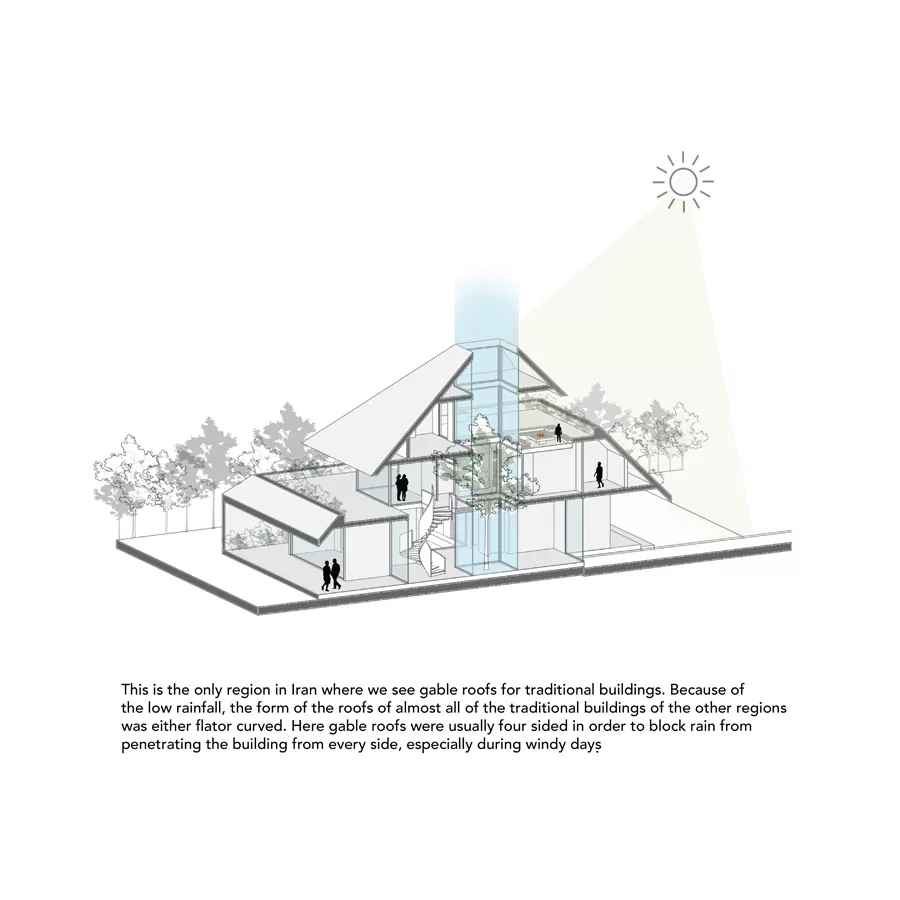 This is the only region in Iran where we see gable roofs for traditional buildings. Because of
the low rainfall, the form of the roofs of almost all of the traditional buildings of the other regions
was either flator curved. Here gable roofs were usually four sided in order to block rain from
penetrating the building from every side, especially during windy days